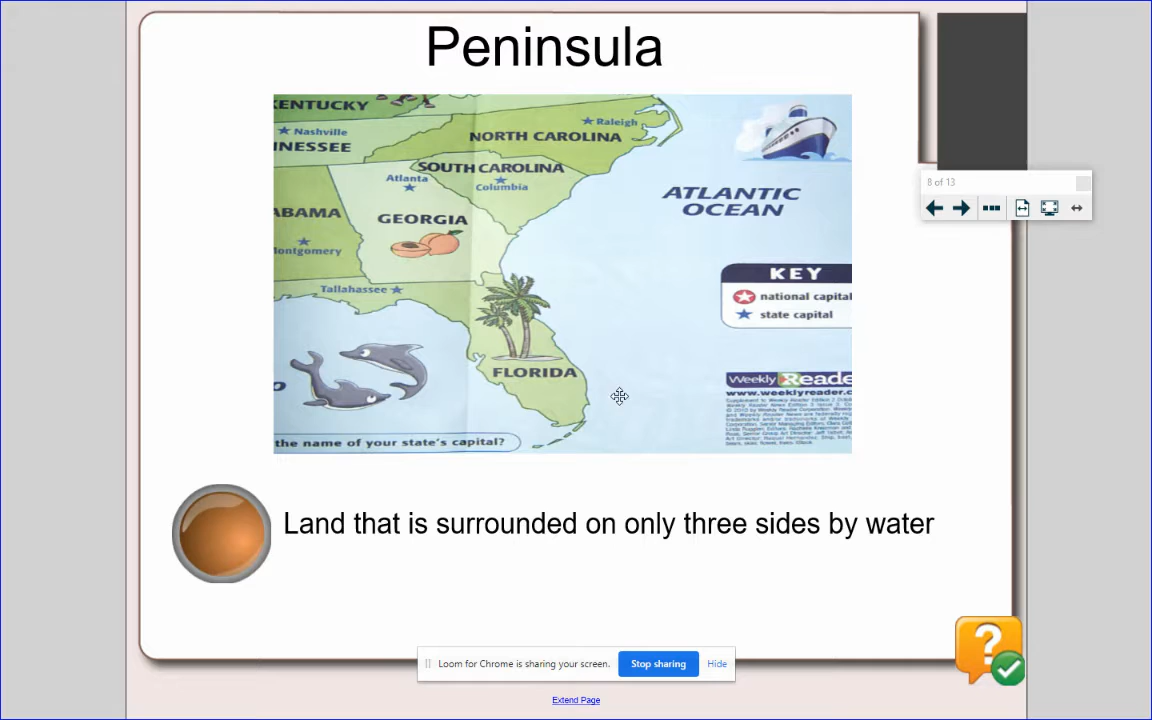 Peninsula
KENTUCKY
Nashville
NNESSEE
Raleigh
NORTH CAROLINA
SOUTH CAROLINA
Columbia
Atlanta
GEORGIA
ABAMA
Montgomery
Tallahassee
FLORIDA
ATLANTIC
OCEAN
KEY
national capital
state capital
Weekly Reade
www.weeklyreader.c
O
the name of your state's capital?
8 of 13
Land that is surrounded on only three sides by water
?
Loom for Chrome is sharing your screen. Stop sharing Hide
Extend Page